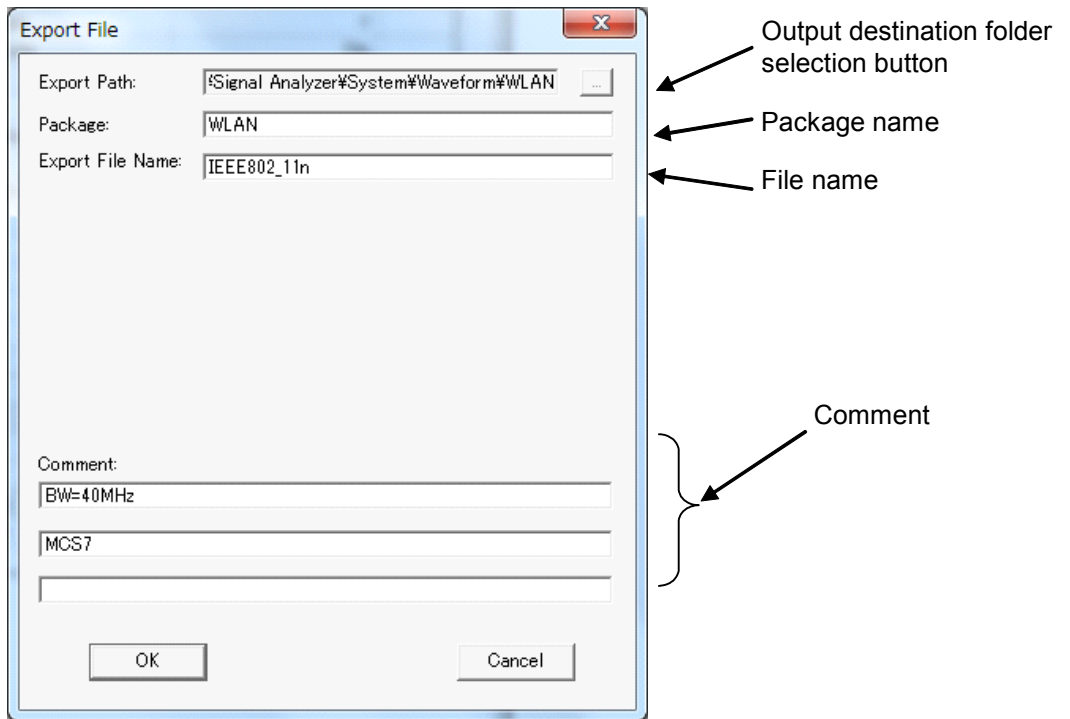 Export File
Export Path:
Signal Analyzer¥System¥Waveform¥WLAN
...
Package:
WLAN
Export File Name:
IEEE802_11n
Comment:
BW=40MHz
MCS7
OK
Cancel
Output destination folder
selection button
Package name
File name
Comment